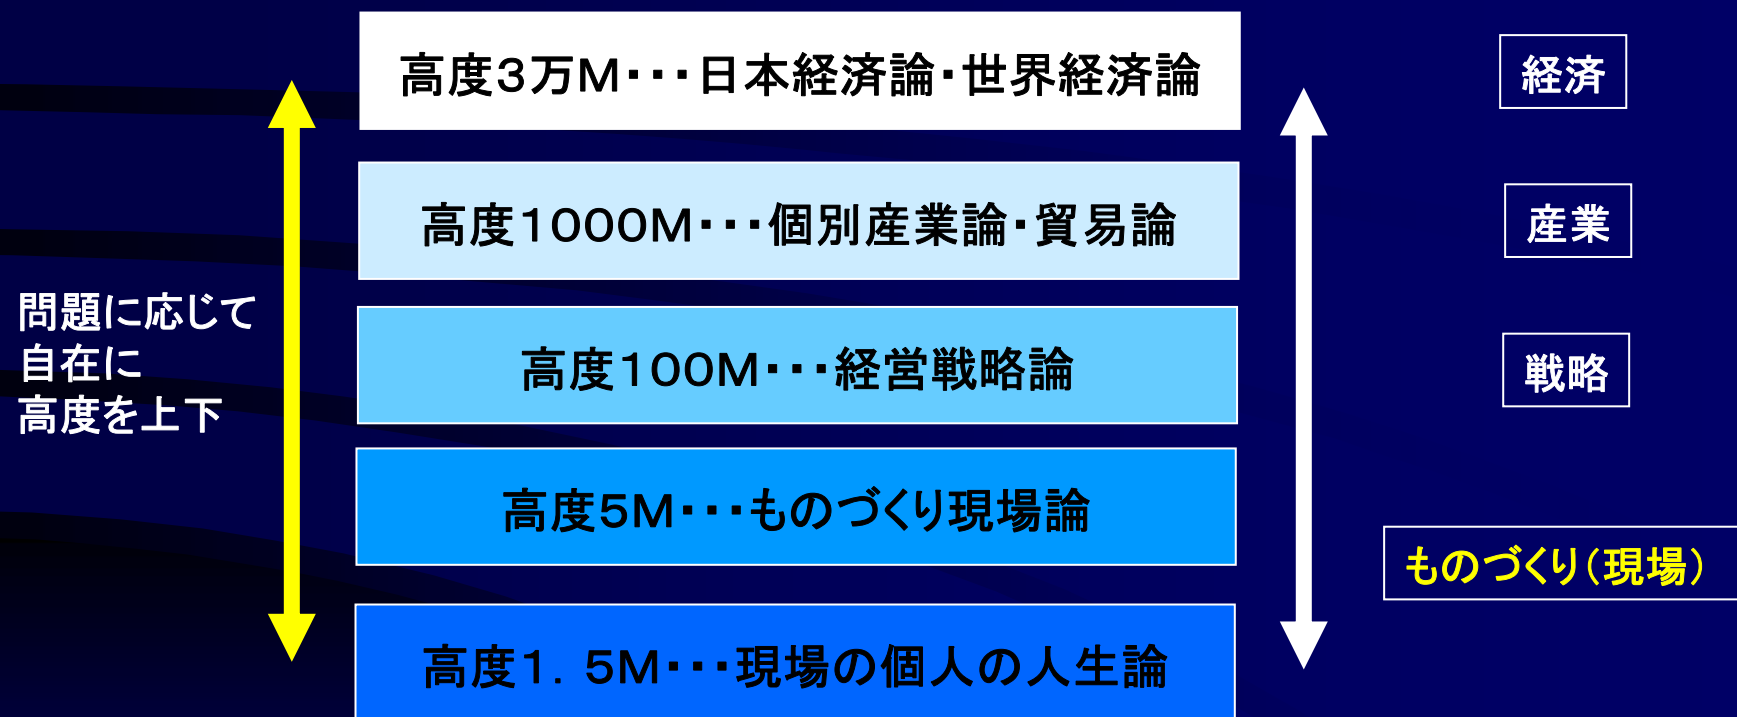 高度３万M・・・日本経済論・世界経済論
経済
高度１０００M・・・個別産業論・貿易論
産業
問題に応じて
自在に
高度を上下
高度１００M・・・経営戦略論
戦略
高度５M・・・ものづくり現場論
ものづくり（現場）
高度１．５M・・・現場の個人の人生論